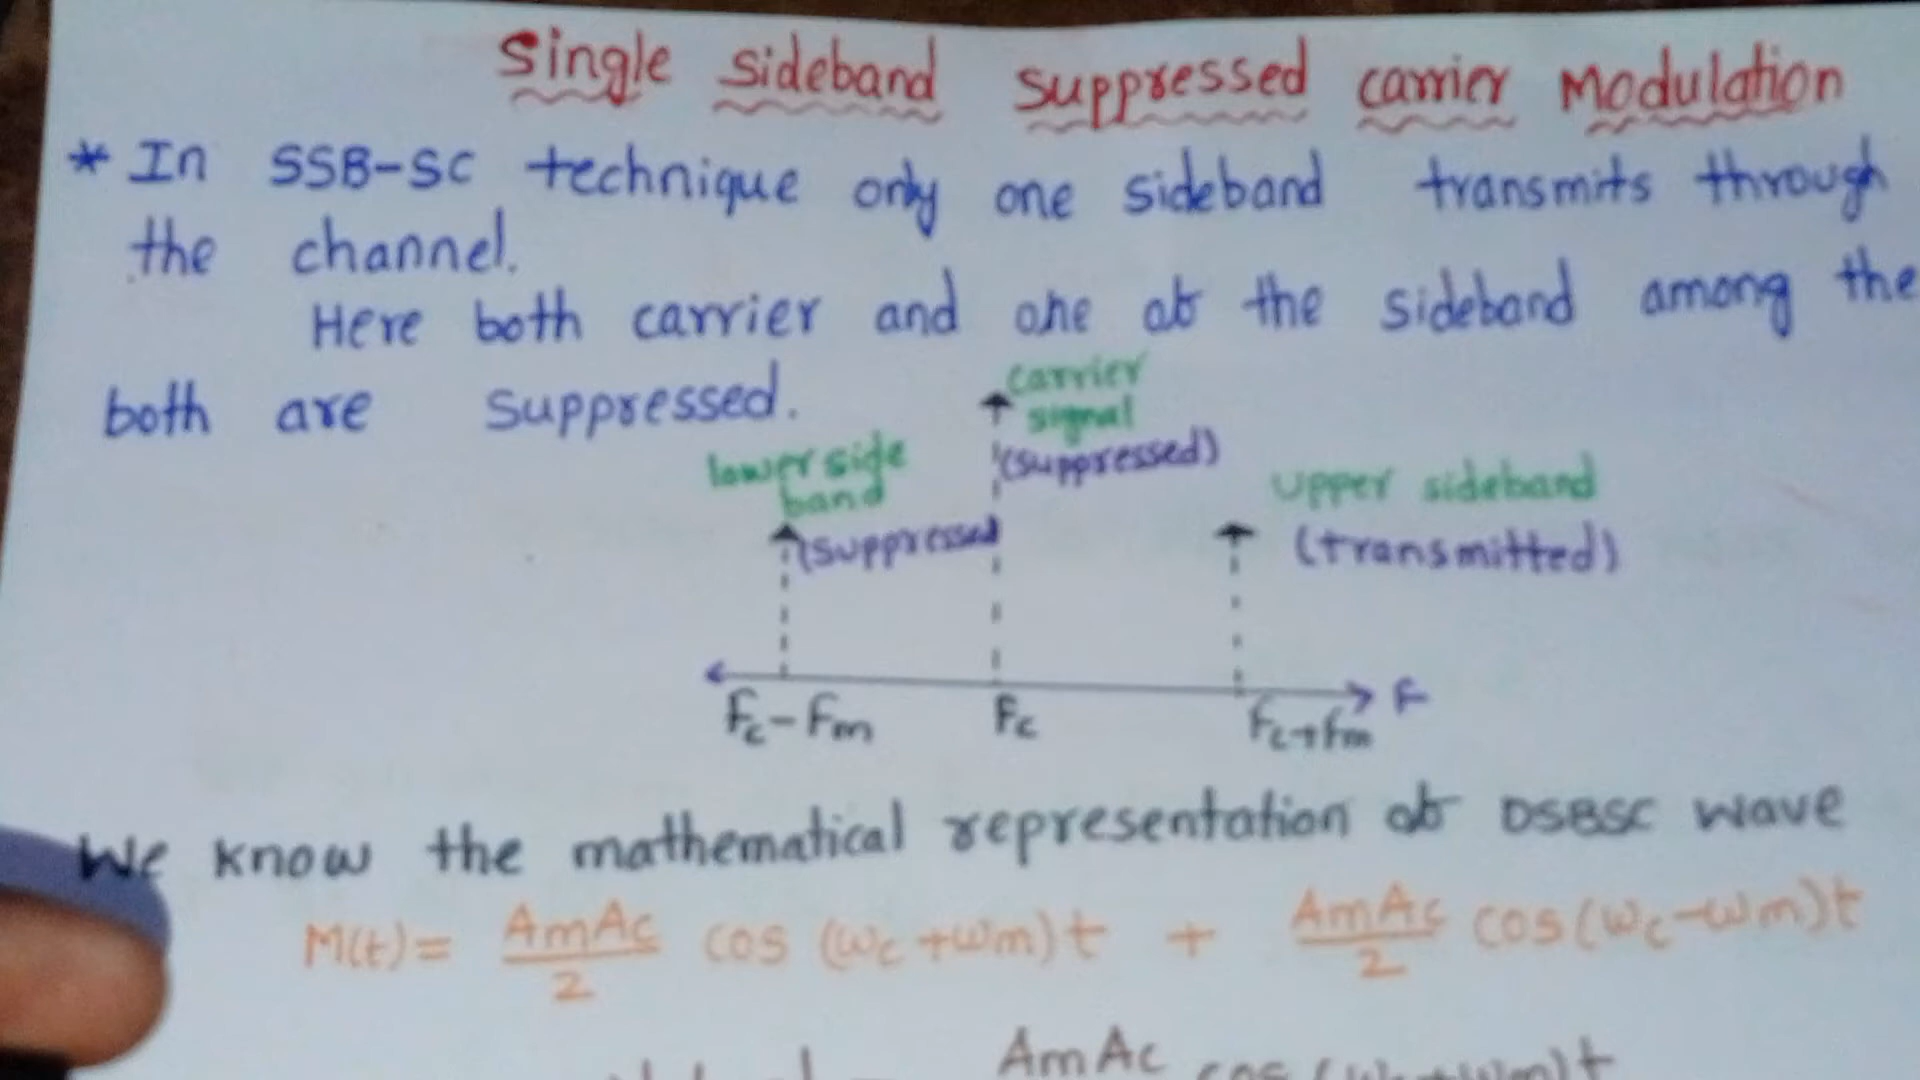 Single sideband suppressed carrier Modulation
* In SSB-SC technique only one sideband transmits through
the channel.
Here both carrier and one of the sideband among the
both are suppressed.
carrier
signal
(suppressed)
lower side
band
(suppressed
upper sideband
(transmitted)
Fc-Fm
Fc
Fc+Fm
F
We know the mathematical representation of DSBSC wave
M(t) = AmAc/2 cos (ωc+ωm)t + AmAc/2 cos(ωc-ωm)t
AmAc